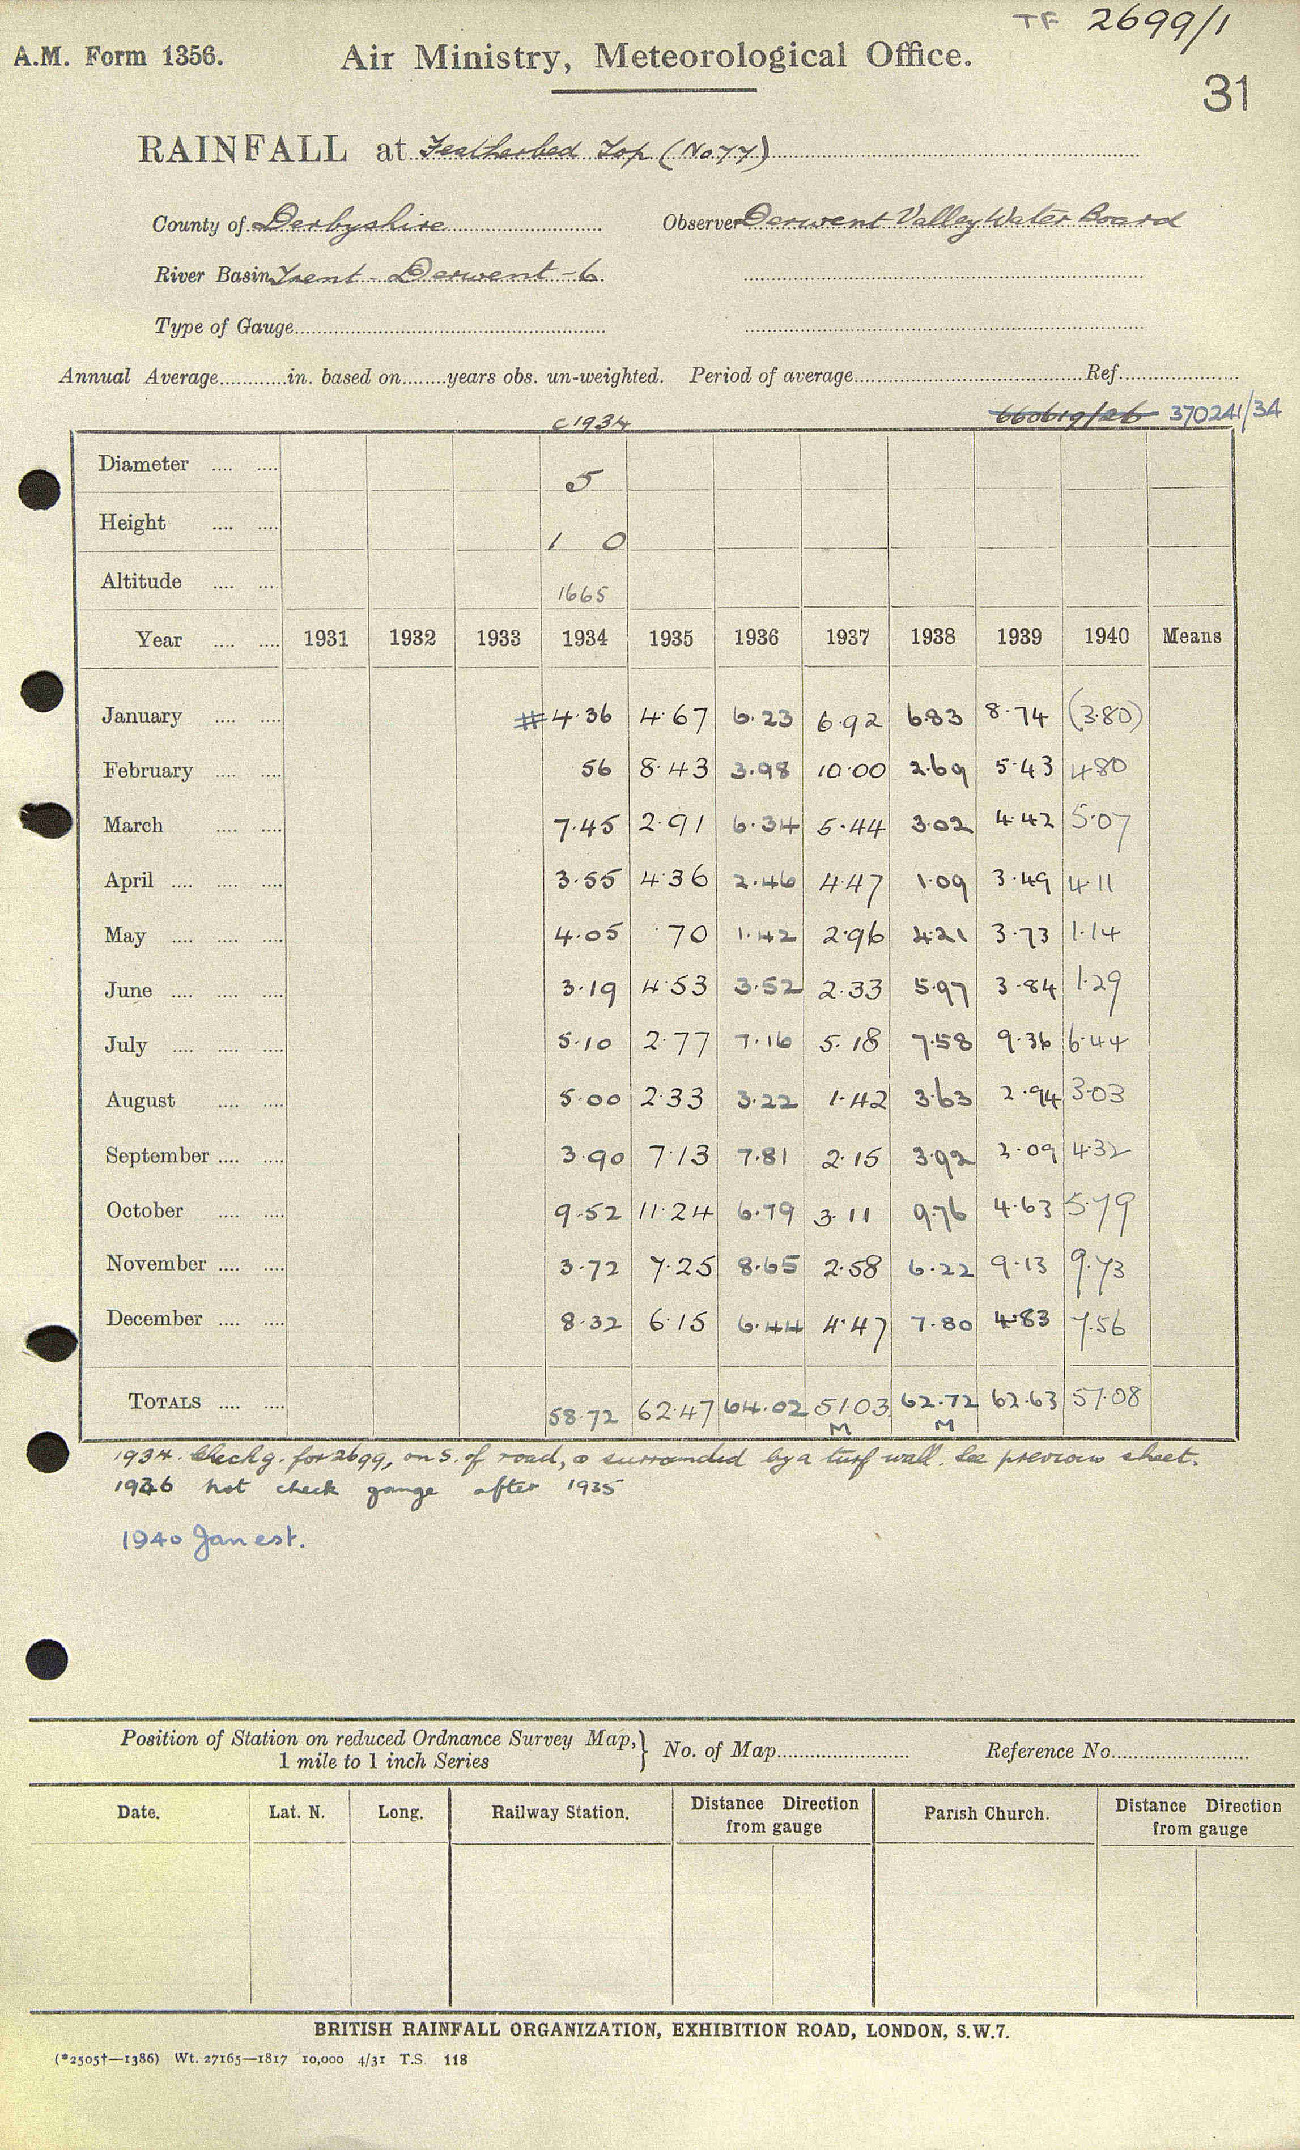 TF 2699/1
A.M. Form 1356. Air Ministry, Meteorological Office.
31
RAINFALL at Featherbed Top (No 77)
County of Derbyshire Observer Derwent Valley Water Board
River Basin Trent - Derwent - 6
Type of Gauge
Annual Average in. based on years obs. un-weighted. Period of average Ref
c 1934 660619/26 370241/34
Diameter 5
Height 1 0
Altitude 1665
Year 1931 1932 1933 1934 1935 1936 1937 1938 1939 1940 Means
January # 4.36 4.67 6.23 6.92 6.83 8.74 (3.80)
February 56 8.43 3.98 10.00 2.69 5.43 4.80
March 7.45 2.91 6.34 5.44 3.02 4.42 5.07
April 3.55 4.36 2.46 4.47 1.09 3.49 4.11
May 4.05 .70 1.42 2.96 4.21 3.73 1.14
June 3.19 4.53 3.52 2.33 5.97 3.84 1.29
July 5.10 2.77 7.16 5.18 7.58 9.36 6.44
August 5.00 2.33 3.22 1.42 3.63 2.94 3.03
September 3.90 7.13 7.81 2.15 3.92 2.09 4.32
October 9.52 11.24 6.79 3.11 9.76 4.63 5.79
November 3.72 7.25 8.65 2.58 6.22 9.13 9.73
December 8.32 6.15 6.44 4.47 7.80 4.83 7.56
TOTALS 58.72 62.47 64.02 51.03 62.72 62.63 57.08
M M
1934. Check g. for 2699, on S. of road, surrounded by a turf wall. See previous sheet.
1936 not check gauge after 1935
1940 Jan est.
Position of Station on reduced Ordnance Survey Map, } No. of Map Reference No.
1 mile to 1 inch Series
Date. Lat. N. Long. Railway Station. Distance Direction from gauge Parish Church. Distance Direction from gauge
BRITISH RAINFALL ORGANIZATION, EXHIBITION ROAD, LONDON, S.W.7.
(*2505†—1386) Wt. 27165—1817 10,000 4/31 T.S. 118